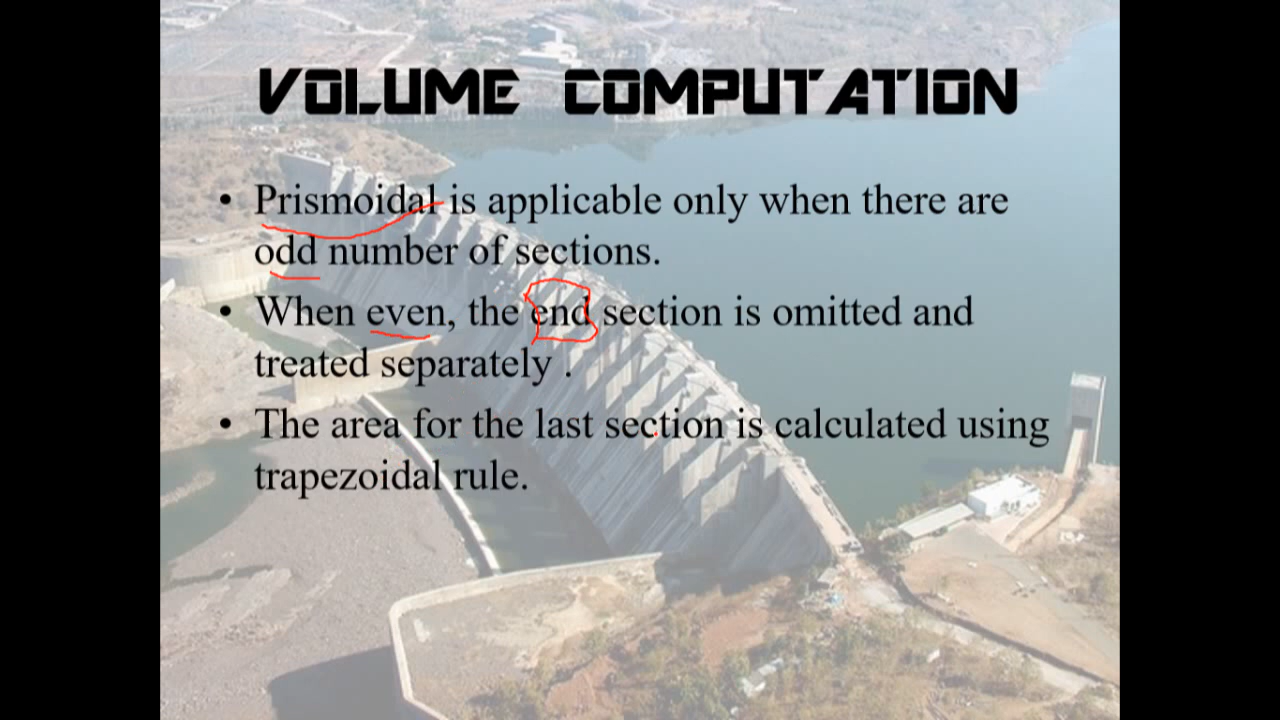 VOLUME COMPUTATION
• Prismoidal is applicable only when there are
odd number of sections.
• When even, the end section is omitted and
treated separately .
• The area for the last section is calculated using
trapezoidal rule.